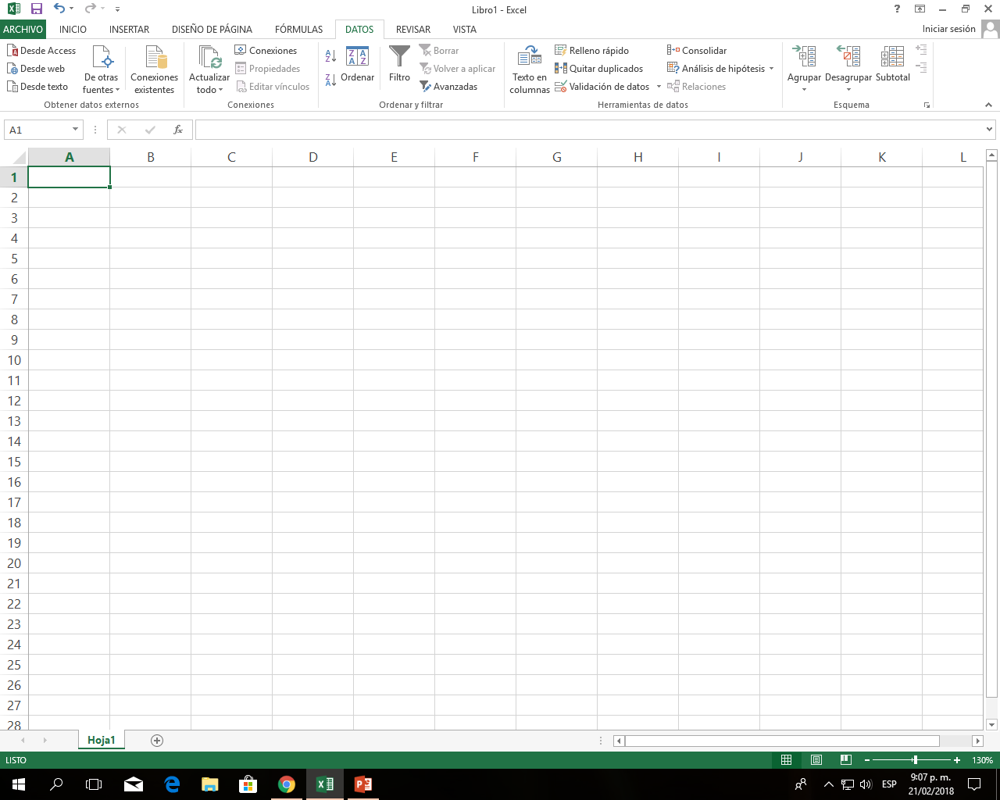 Libro1 - Excel
ARCHIVO INICIO INSERTAR DISEÑO DE PÁGINA FÓRMULAS DATOS REVISAR VISTA Iniciar sesión
Desde Access
Desde web
Desde texto
De otras
fuentes
Obtener datos externos
Conexiones
existentes
Actualizar
todo
Conexiones
Propiedades
Editar vínculos
Conexiones
A
Z
Z
A
Z A
A Z
Ordenar
Filtro
Borrar
Volver a aplicar
Avanzadas
Ordenar y filtrar
Texto en
columnas
Relleno rápido
Quitar duplicados
Validación de datos
Consolidar
Análisis de hipótesis
Relaciones
Herramientas de datos
Agrupar
Desagrupar
Subtotal
Esquema
A1
fx
A B C D E F G H I J K L
1
2
3
4
5
6
7
8
9
10
11
12
13
14
15
16
17
18
19
20
21
22
23
24
25
26
27
28
Hoja1
LISTO 130%
ESP
9:07 p. m.
21/02/2018